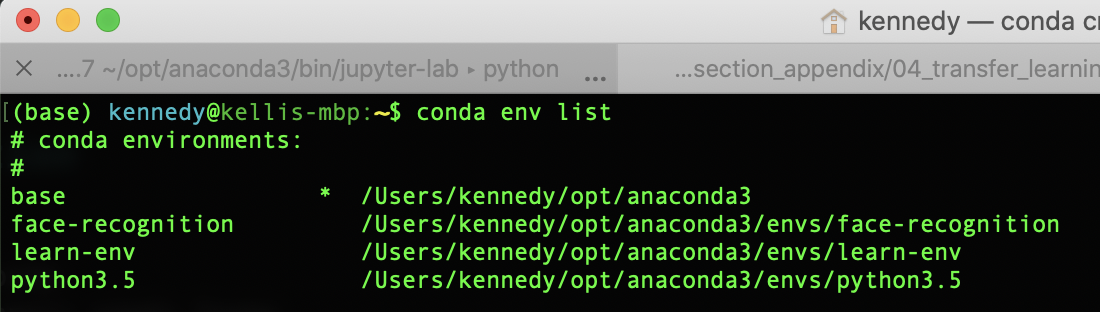 kennedy — conda c
....7 ~/opt/anaconda3/bin/jupyter-lab ▸ python ...
...section_appendix/04_transfer_learnin
[(base) kennedy@kellis-mbp:~$ conda env list
# conda environments:
#
base * /Users/kennedy/opt/anaconda3
face-recognition /Users/kennedy/opt/anaconda3/envs/face-recognition
learn-env /Users/kennedy/opt/anaconda3/envs/learn-env
python3.5 /Users/kennedy/opt/anaconda3/envs/python3.5